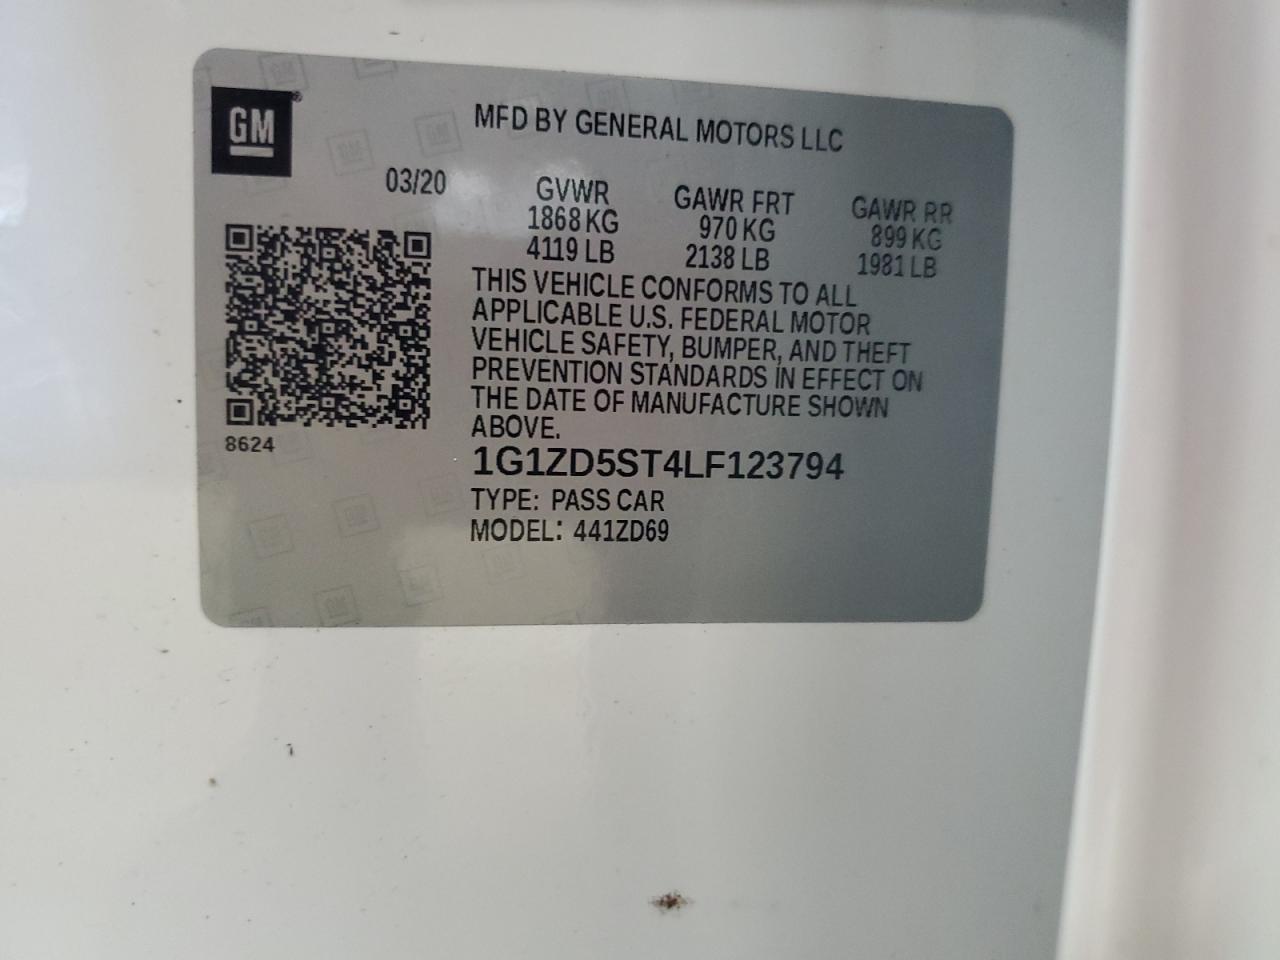 GM
MFD BY GENERAL MOTORS LLC
03/20
GVWR GAWR FRT GAWR RR
1868 KG 970 KG 899 KG
4119 LB 2138 LB 1981 LB
THIS VEHICLE CONFORMS TO ALL
APPLICABLE U.S. FEDERAL MOTOR
VEHICLE SAFETY, BUMPER, AND THEFT
PREVENTION STANDARDS IN EFFECT ON
THE DATE OF MANUFACTURE SHOWN
ABOVE.
8624
1G1ZD5ST4LF123794
TYPE: PASS CAR
MODEL: 441ZD69